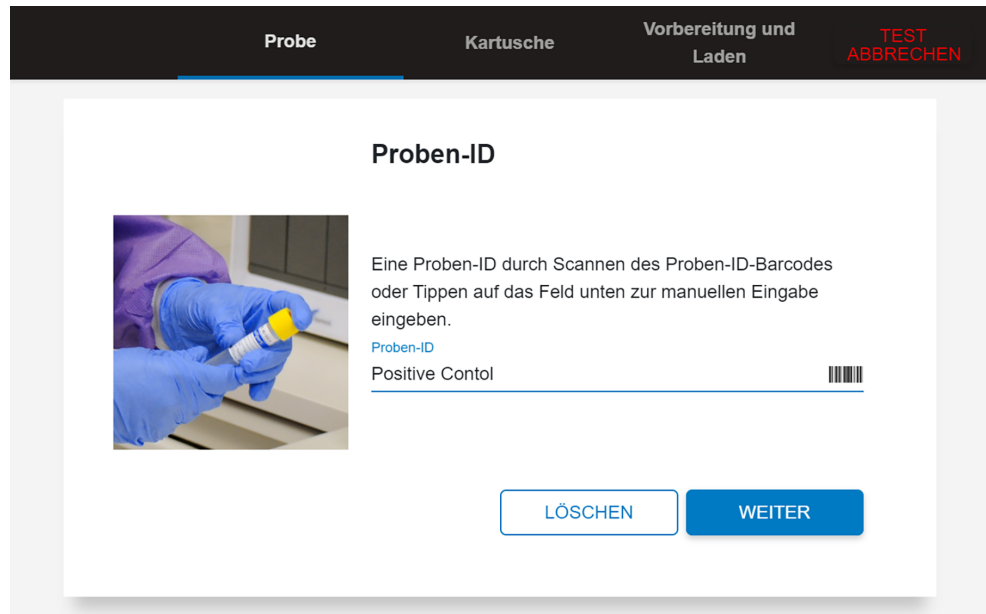 Probe
Kartusche
Vorbereitung und
Laden
TEST
ABBRECHEN
Proben-ID
Eine Proben-ID durch Scannen des Proben-ID-Barcodes
oder Tippen auf das Feld unten zur manuellen Eingabe
eingeben.
Proben-ID
Positive Contol
LÖSCHEN
WEITER